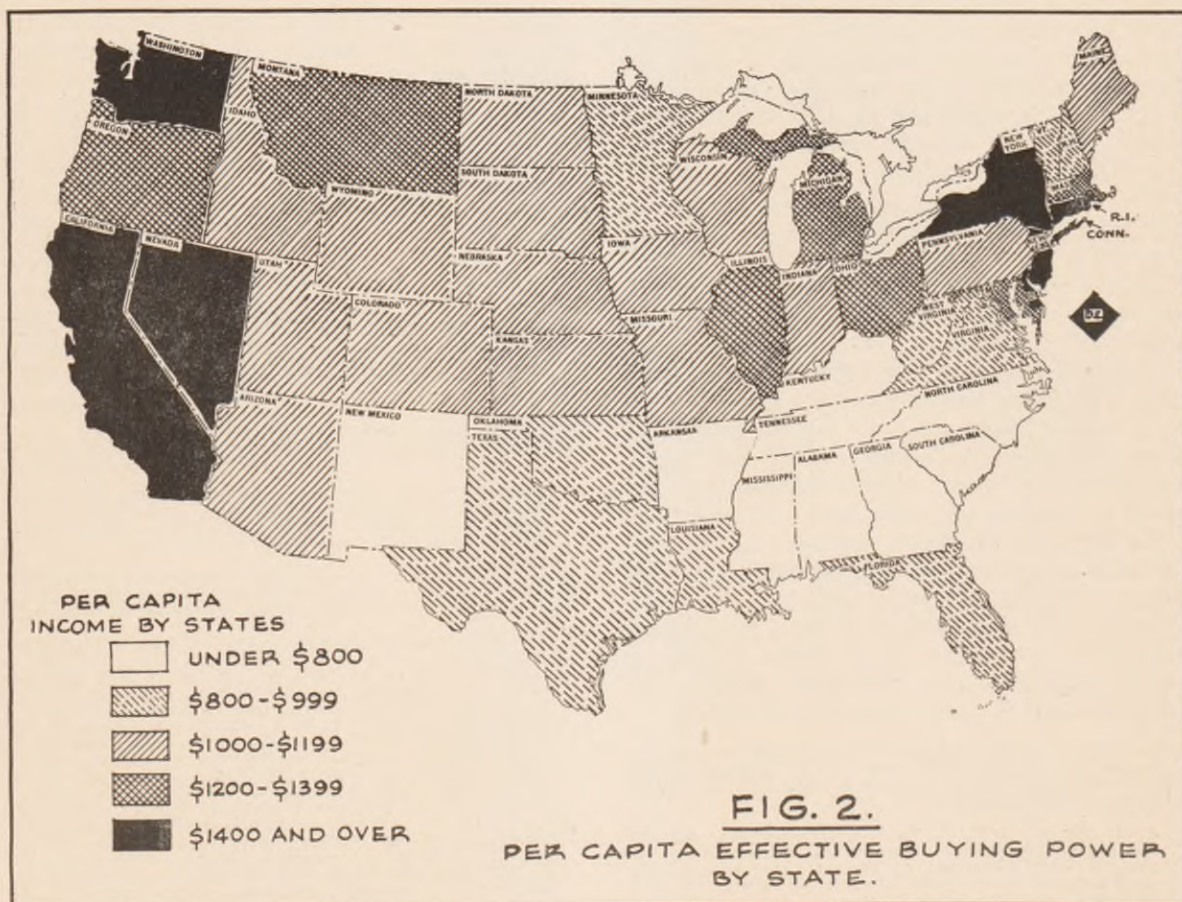 WASHINGTON
MONTANA
NORTH DAKOTA
MINNESOTA
MAINE
OREGON
IDAHO
WISCONSIN
MICHIGAN
NEW YORK
VT.
N.H.
SOUTH DAKOTA
WYOMING
R.I.
CONN.
CALIFORNIA
NEVADA
UTAH
NEBRASKA
IOWA
ILLINOIS
INDIANA
OHIO
PENNSYLVANIA
COLORADO
KANSAS
MISSOURI
WEST VIRGINIA
VIRGINIA
KENTUCKY
ARIZONA
NEW MEXICO
OKLAHOMA
TEXAS
ARKANSAS
TENNESSEE
NORTH CAROLINA
MISSISSIPPI
ALABAMA
GEORGIA
SOUTH CAROLINA
LOUISIANA
FLORIDA
PER CAPITA
INCOME BY STATES
UNDER $800
$800-$999
$1000-$1199
$1200-$1399
$1400 AND OVER
FIG. 2.
PER CAPITA EFFECTIVE BUYING POWER
BY STATE.